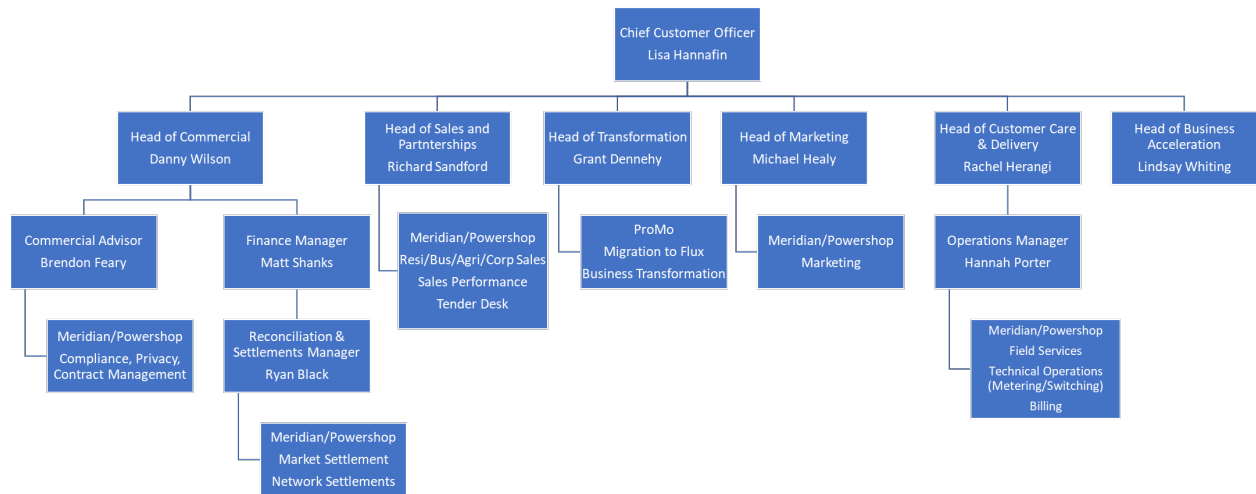 Chief Customer Officer
Lisa Hannafin
Head of Commercial
Danny Wilson
Head of Sales and
Partnterships
Richard Sandford
Head of Transformation
Grant Dennehy
Head of Marketing
Michael Healy
Head of Customer Care
& Delivery
Rachel Herangi
Head of Business
Acceleration
Lindsay Whiting
Commercial Advisor
Brendon Feary
Finance Manager
Matt Shanks
Meridian/Powershop
Resi/Bus/Agri/Corp Sales
Sales Performance
Tender Desk
ProMo
Migration to Flux
Business Transformation
Meridian/Powershop
Marketing
Operations Manager
Hannah Porter
Meridian/Powershop
Compliance, Privacy,
Contract Management
Reconciliation &
Settlements Manager
Ryan Black
Meridian/Powershop
Field Services
Technical Operations
(Metering/Switching)
Billing
Meridian/Powershop
Market Settlement
Network Settlements